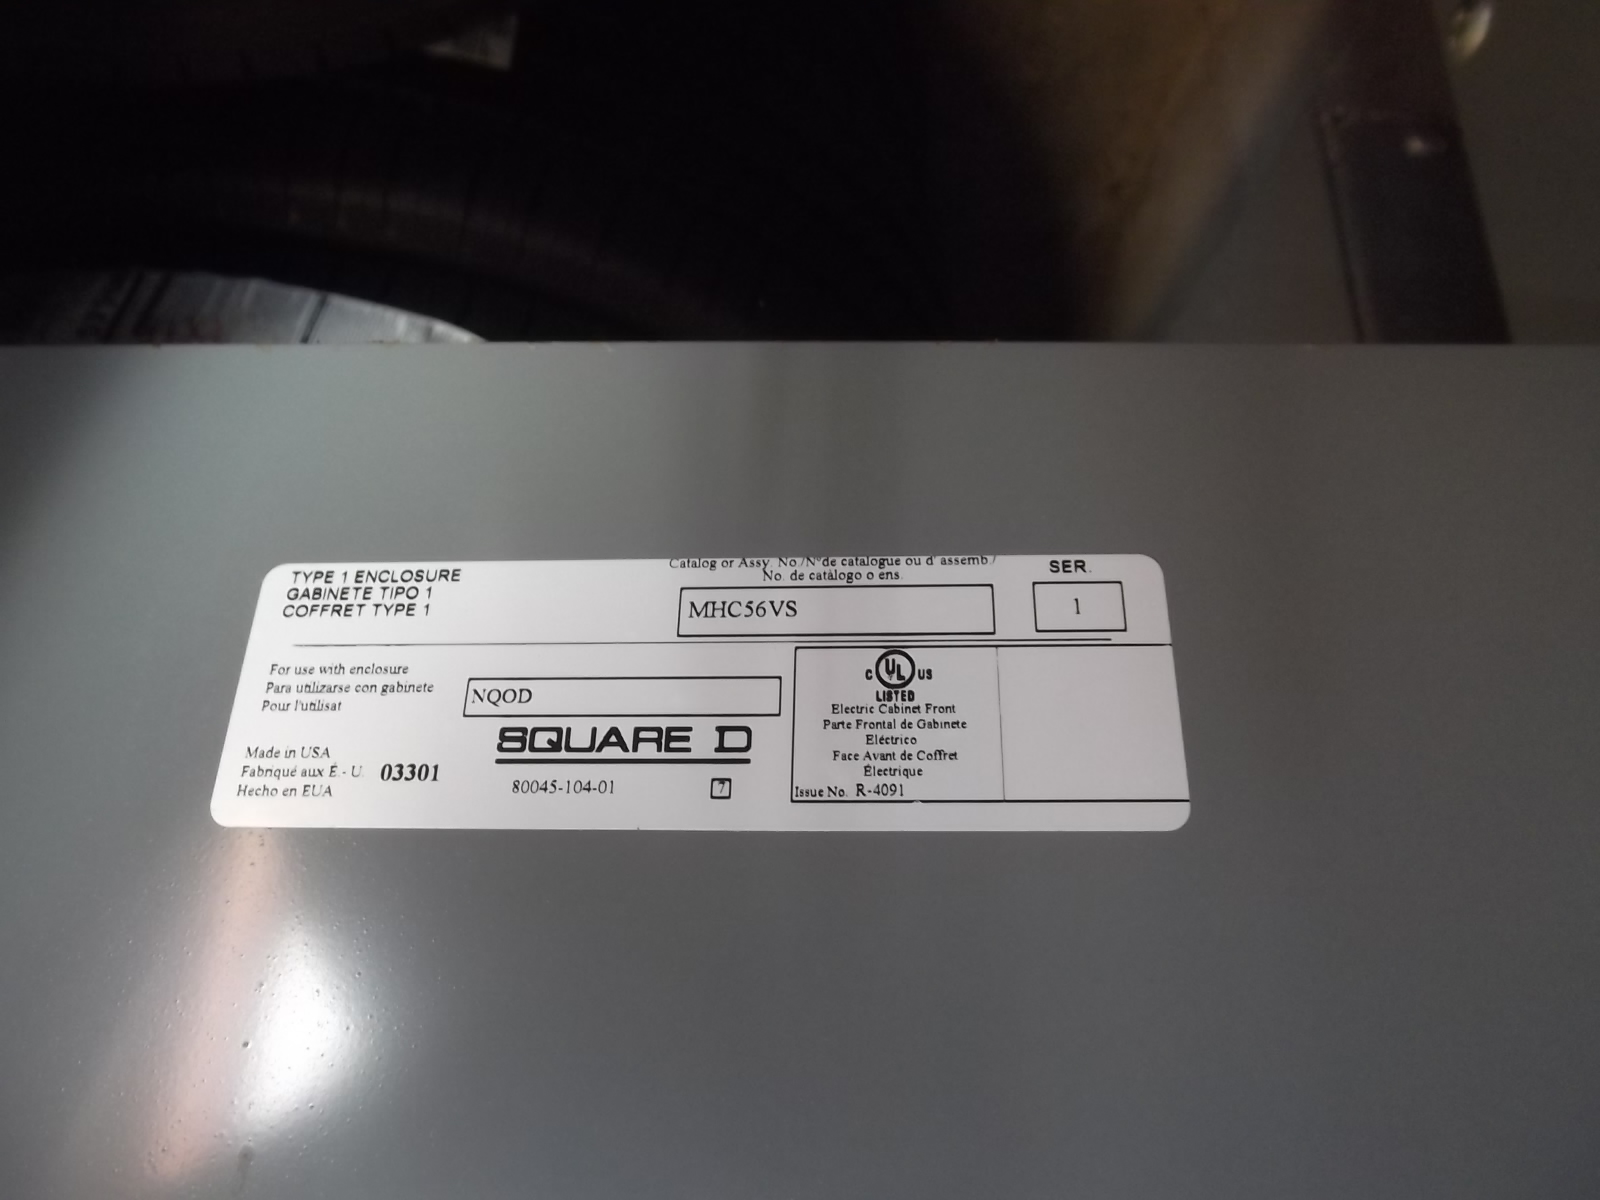 TYPE 1 ENCLOSURE
GABINETE TIPO 1
COFFRET TYPE 1
Catalog or Assy. No./N° de catalogue ou d' assemb./
No. de catàlogo o ens.
MHC56VS
SER.
1
For use with enclosure
Para utilizarse con gabinete
Pour l'utilisat
NQOD
SQUARE D
Made in USA
Fabriqué aux É.- U.
Hecho en EUA
03301
80045-104-01
7
C UL US
LISTED
Electric Cabinet Front
Parte Frontal de Gabinete
Eléctrico
Face Avant de Coffret
Électrique
Issue No. R-4091